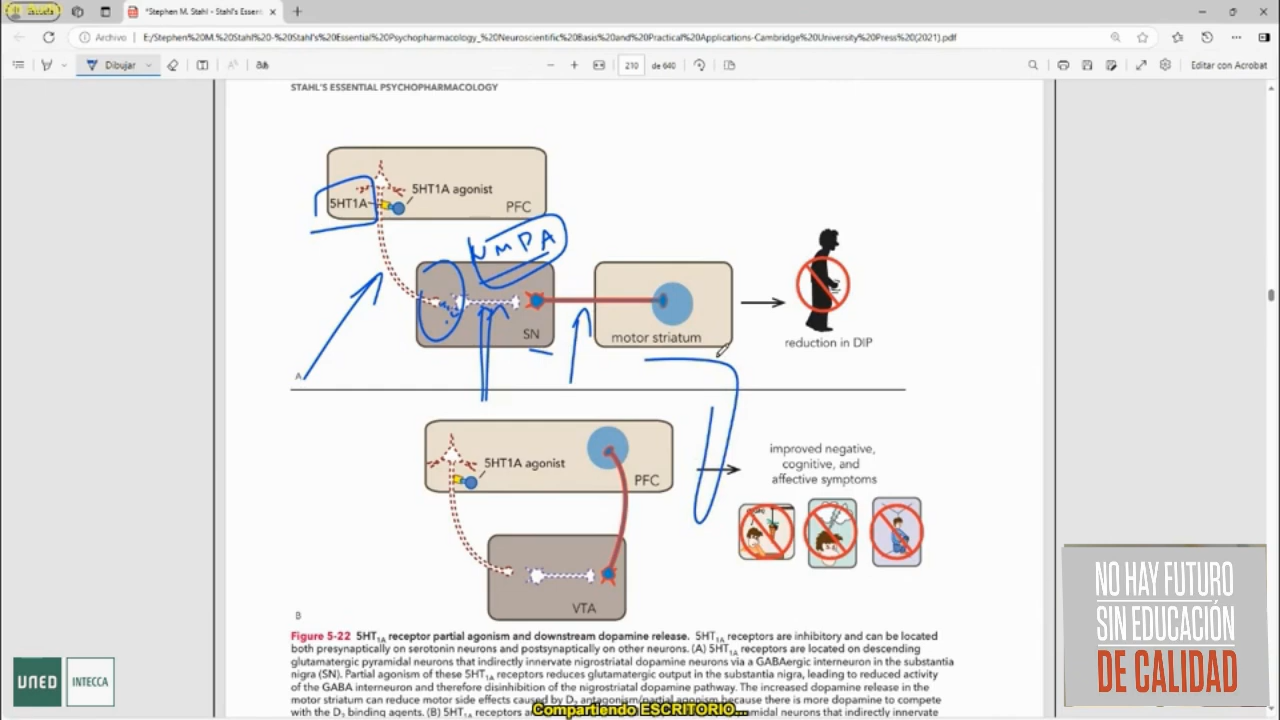 Escuela
*Stephen M. Stahl - Stahl's Essen
Archivo
E:/Stephen%20M.%20Stahl%20-%20Stahl's%20Essential%20Psychopharmacology_%20Neuroscientific%20Basis%20and%20Practical%20Applications-Cambridge%20University%20Press%20(2021).pdf
Dibujar
210
de 640
Editar con Acrobat
STAHL'S ESSENTIAL PSYCHOPHARMACOLOGY
5HT1A agonist
5HT1A
PFC
NMDA
SN
motor striatum
reduction in DIP
A
5HT1A agonist
PFC
improved negative,
cognitive, and
affective symptoms
VTA
B
Figure 5-22 5HT1A receptor partial agonism and downstream dopamine release. 5HT1A receptors are inhibitory and can be located
both presynaptically on serotonin neurons and postsynaptically on other neurons. (A) 5HT1A receptors are located on descending
glutamatergic pyramidal neurons that indirectly innervate nigrostriatal dopamine neurons via a GABAergic interneuron in the substantia
nigra (SN). Partial agonism of these 5HT1A receptors reduces glutamatergic output in the substantia nigra, leading to reduced activity
of the GABA interneuron and therefore disinhibition of the nigrostriatal dopamine pathway. The increased dopamine release in the
motor striatum can reduce motor side effects caused by D2 antagonism/partial agonism because there is more dopamine to compete
with the D2 binding agents. (B) 5HT1A receptors are
amidal neurons that indirectly innervate
Compartiendo ESCRITORIO...
UNED
INTECCA
NO HAY FUTURO
SIN EDUCACIÓN
DE CALIDAD